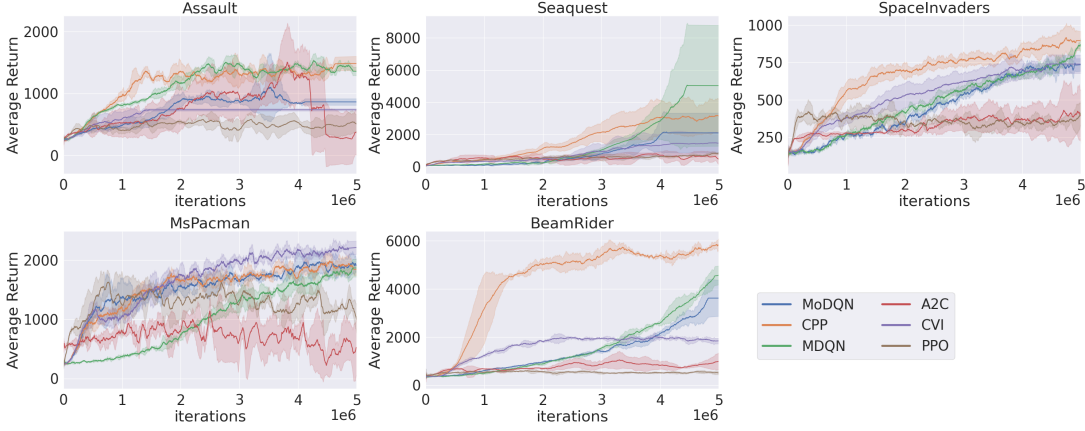 Assault
Average Return
2000
1000
0
0 1 2 3 4 5
iterations 1e6
Seaquest
Average Return
8000
6000
4000
2000
0
0 1 2 3 4 5
iterations 1e6
SpaceInvaders
Average Return
1000
750
500
250
0 1 2 3 4 5
iterations 1e6
MsPacman
Average Return
2000
1000
0
0 1 2 3 4 5
iterations 1e6
BeamRider
Average Return
6000
4000
2000
0
0 1 2 3 4 5
iterations 1e6
MoDQN A2C
CPP CVI
MDQN PPO